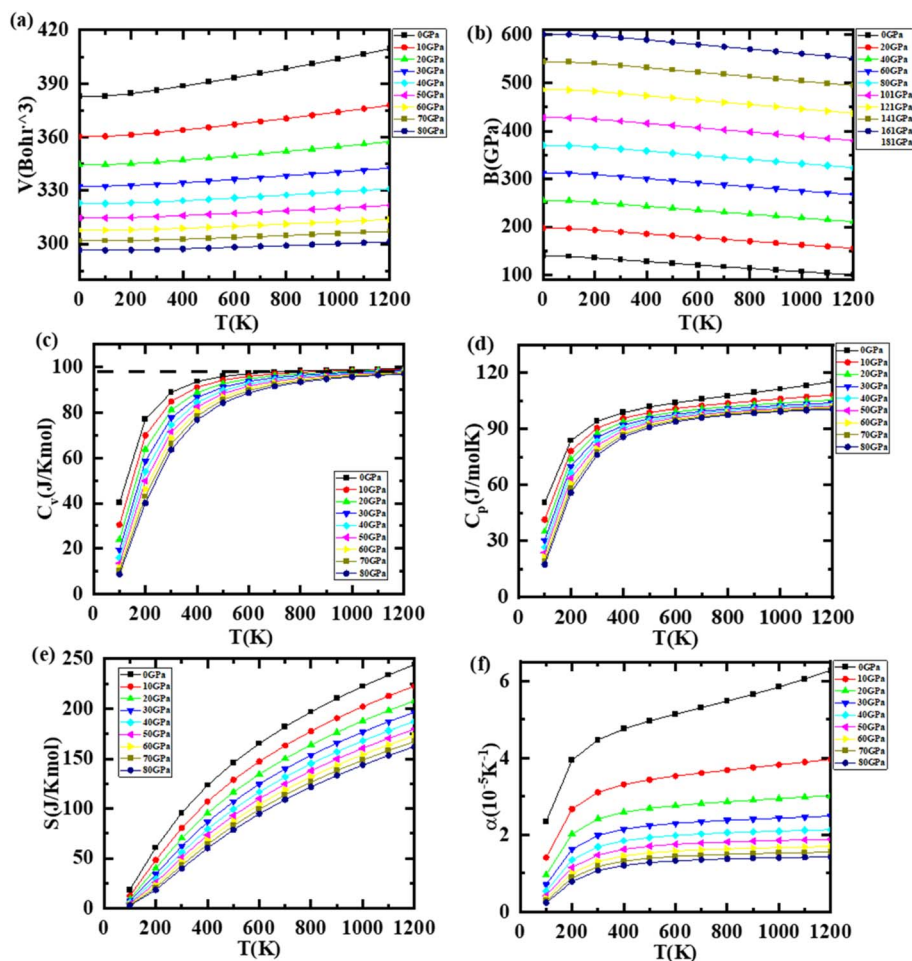 (a)
420
390
360
330
300
V(Bohr^3)
0 200 400 600 800 1000 1200
T(K)
0GPa
10GPa
20GPa
30GPa
40GPa
50GPa
60GPa
70GPa
80GPa
(b)
600
500
400
300
200
100
B(GPa)
0 200 400 600 800 1000 1200
T(K)
0GPa
20GPa
40GPa
60GPa
80GPa
101GPa
121GPa
141GPa
161GPa
181GPa
(c)
100
80
60
40
20
0
Cv(J/Kmol)
0 200 400 600 800 1000 1200
T(K)
0GPa
10GPa
20GPa
30GPa
40GPa
50GPa
60GPa
70GPa
80GPa
(d)
120
90
60
30
0
Cp(J/molK)
0 200 400 600 800 1000 1200
T(K)
0GPa
10GPa
20GPa
30GPa
40GPa
50GPa
60GPa
70GPa
80GPa
(e)
250
200
150
100
50
0
S(J/Kmol)
0 200 400 600 800 1000 1200
T(K)
0GPa
10GPa
20GPa
30GPa
40GPa
50GPa
60GPa
70GPa
80GPa
(f)
6
4
2
0
α(10⁻⁵K⁻¹)
0 200 400 600 800 1000 1200
T(K)
0GPa
10GPa
20GPa
30GPa
40GPa
50GPa
60GPa
70GPa
80GPa